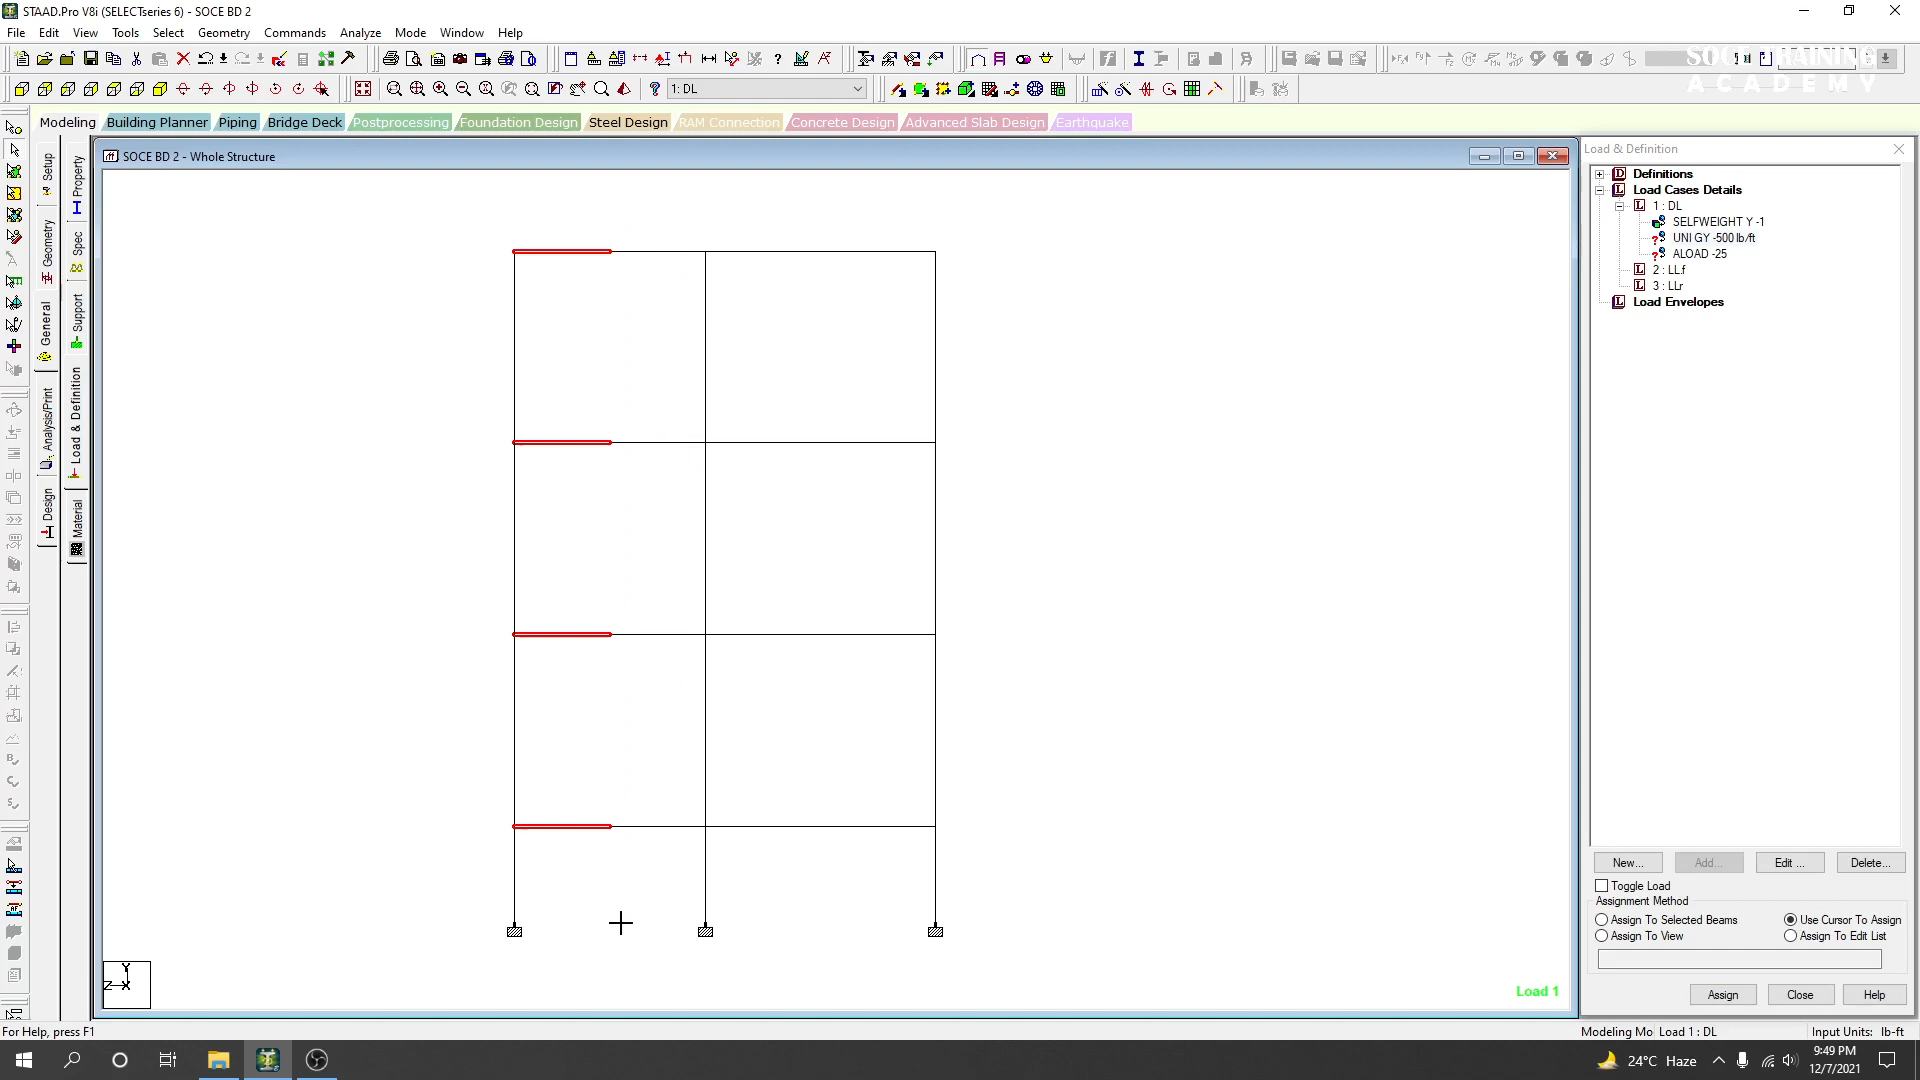 STAAD.Pro V8i (SELECTseries 6) - SOCE BD 2
File Edit View Tools Select Geometry Commands Analyze Mode Window Help
SOCE TRAINING
ACADEMY
1: DL
Modeling Building Planner Piping Bridge Deck Postprocessing Foundation Design Steel Design RAM Connection Concrete Design Advanced Slab Design Earthquake
Setup
Geometry
General
Analysis/Print
Design
Property
Spec
Support
Load & Definition
Material
SOCE BD 2 - Whole Structure
Y
Z X
Load 1
Load & Definition
Definitions
Load Cases Details
1 : DL
SELFWEIGHT Y -1
UNI GY -500 lb/ft
ALOAD -25
2 : LLf
3 : LLr
Load Envelopes
New... Add... Edit ... Delete...
Toggle Load
Assignment Method
Assign To Selected Beams Use Cursor To Assign
Assign To View Assign To Edit List
Assign Close Help
For Help, press F1
Modeling Mo Load 1 : DL Input Units: lb-ft
24°C Haze
9:49 PM
12/7/2021